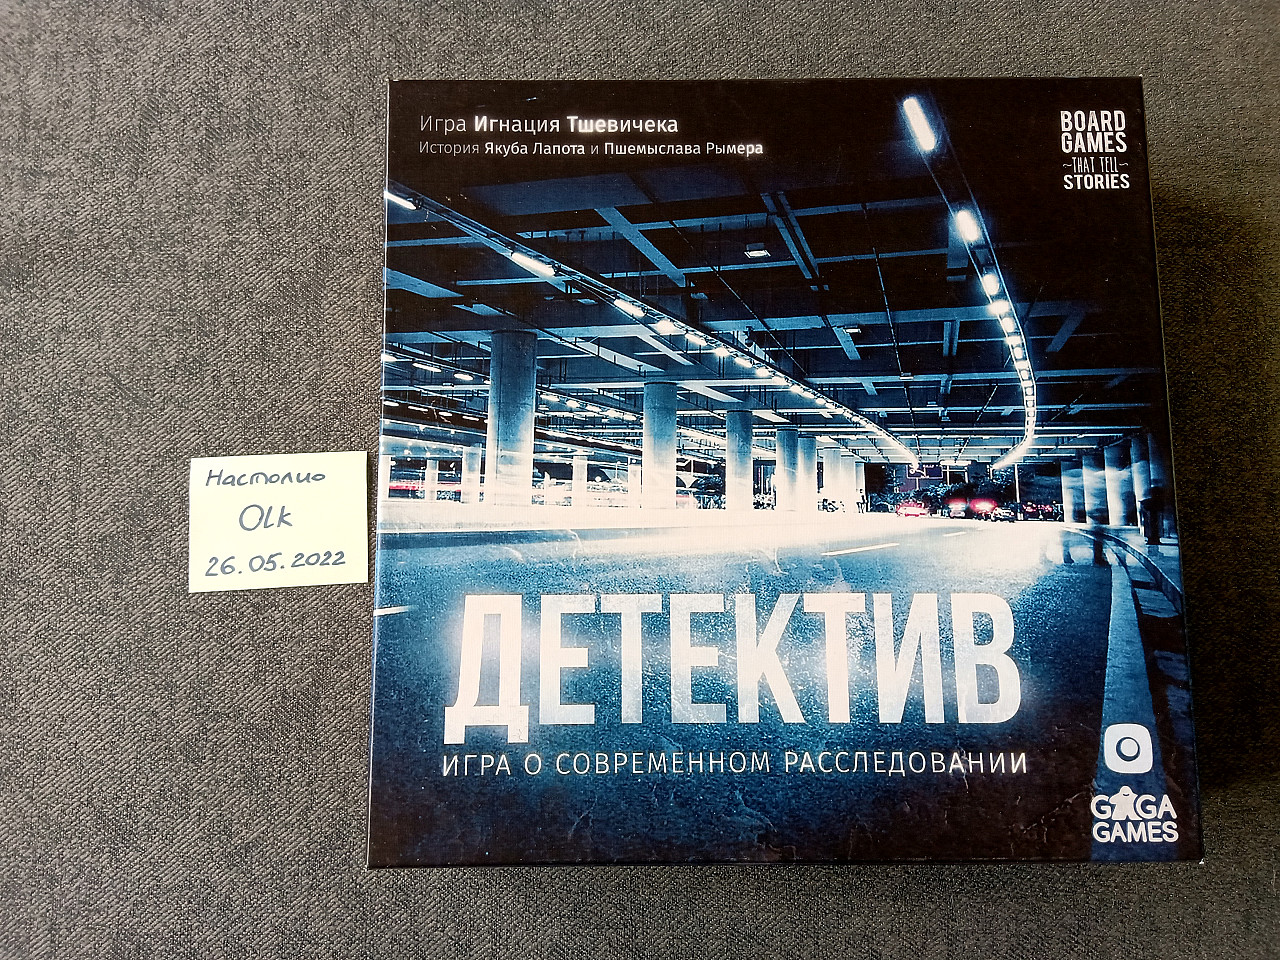 Игра Игнация Тшевичека
История Якуба Лапота и Пшемыслава Рымера
BOARD
GAMES
~THAT TELL~
STORIES
Настолио
Olk
26.05.2022
ДЕТЕКТИВ
ИГРА О СОВРЕМЕННОМ РАССЛЕДОВАНИИ
GAGA
GAMES